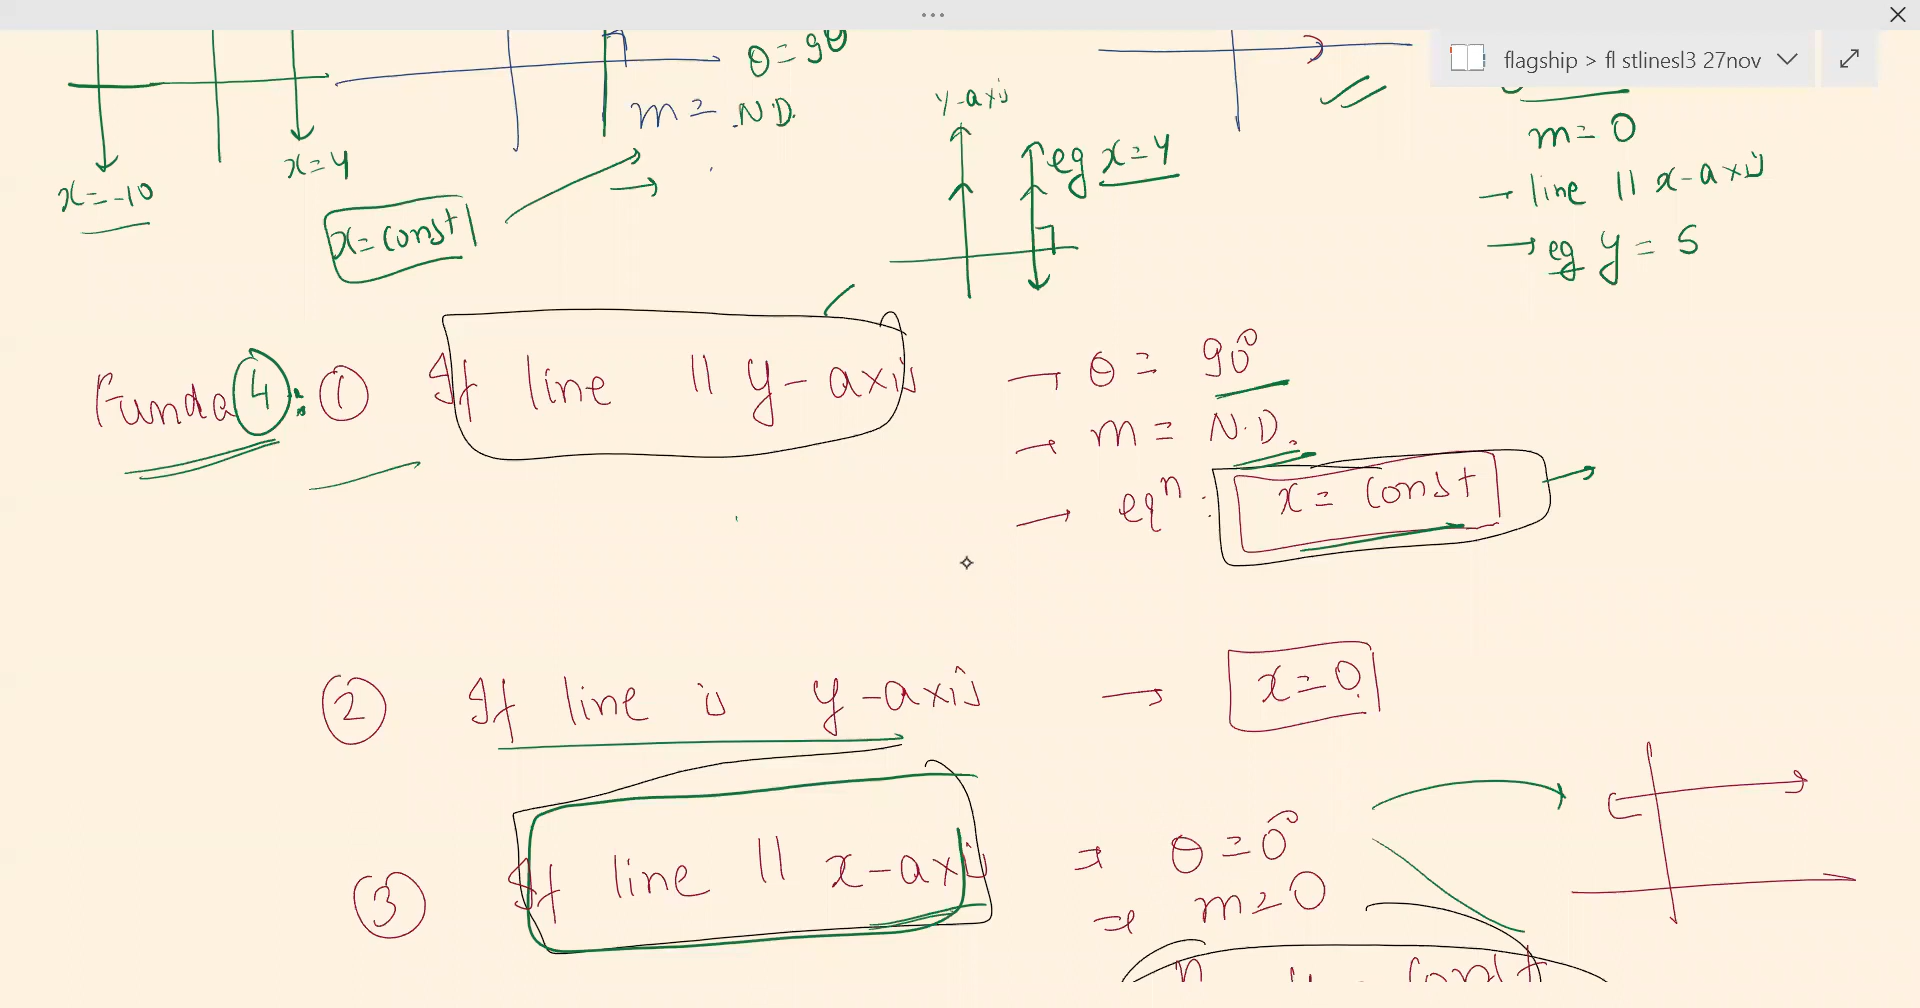 flagship > fl stlinesl3 27nov
θ = 90
m = N.D.
y-axis
m = 0
x = 4
eg x = 4
→ line || x-axis
x = -10
x = const
→ eg y = 5
Funda 4: ① If line || y-axis
→ θ = 90°
→ m = N.D.
→ eqn : x = const
② If line is y-axis → x = 0
③ If line || x-axis
⇒ θ = 0°
⇒ m = 0